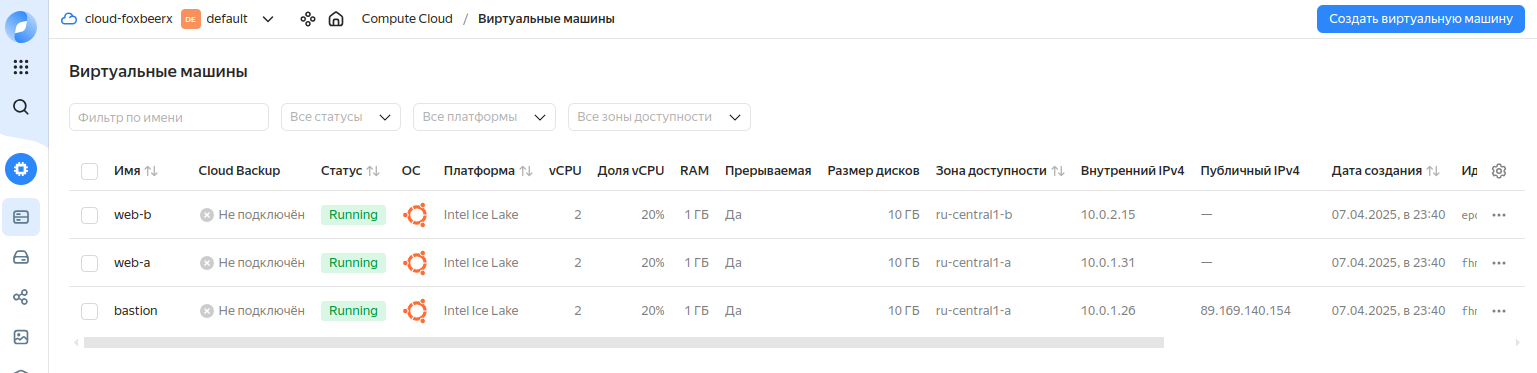 cloud-foxbeerx DE default Compute Cloud / Виртуальные машины Создать виртуальную машину
Виртуальные машины
Фильтр по имени Все статусы Все платформы Все зоны доступности
Имя Cloud Backup Статус ОС Платформа vCPU Доля vCPU RAM Прерываемая Размер дисков Зона доступности Внутренний IPv4 Публичный IPv4 Дата создания
web-b Не подключён Running Intel Ice Lake 2 20% 1 ГБ Да 10 ГБ ru-central1-b 10.0.2.15 — 07.04.2025, в 23:40
web-a Не подключён Running Intel Ice Lake 2 20% 1 ГБ Да 10 ГБ ru-central1-a 10.0.1.31 — 07.04.2025, в 23:40 fhr
bastion Не подключён Running Intel Ice Lake 2 20% 1 ГБ Да 10 ГБ ru-central1-a 10.0.1.26 89.169.140.154 07.04.2025, в 23:40 fhr